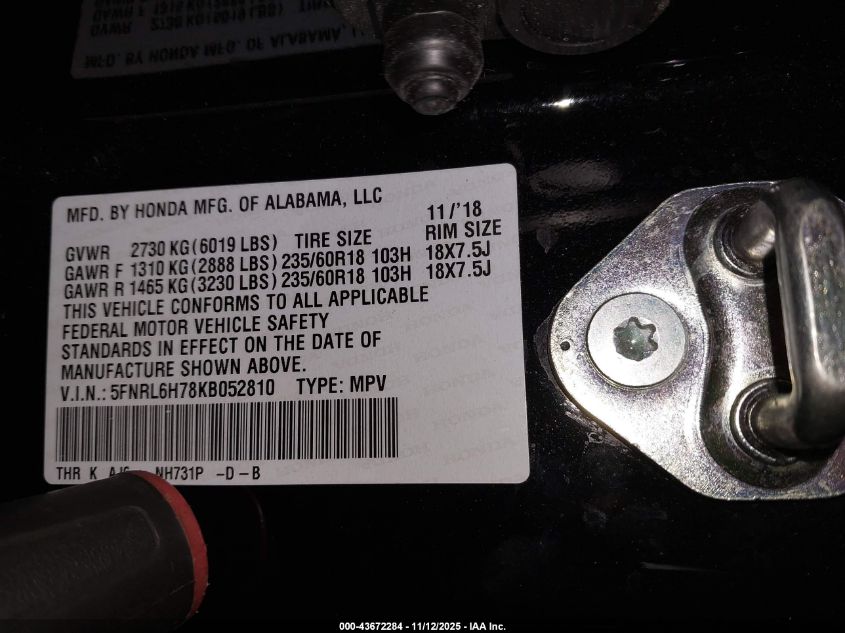 MFD. BY HONDA MFG. OF ALABAMA, LLC
11/'18
GVWR 2730 KG (6019 LBS) TIRE SIZE RIM SIZE
GAWR F 1310 KG (2888 LBS) 235/60R18 103H 18X7.5J
GAWR R 1465 KG (3230 LBS) 235/60R18 103H 18X7.5J
THIS VEHICLE CONFORMS TO ALL APPLICABLE
FEDERAL MOTOR VEHICLE SAFETY
STANDARDS IN EFFECT ON THE DATE OF
MANUFACTURE SHOWN ABOVE.
V.I.N.: 5FNRL6H78KB052810 TYPE: MPV
THR K NH731P -D-B
000-43672284 - 11/12/2025 - IAA Inc.